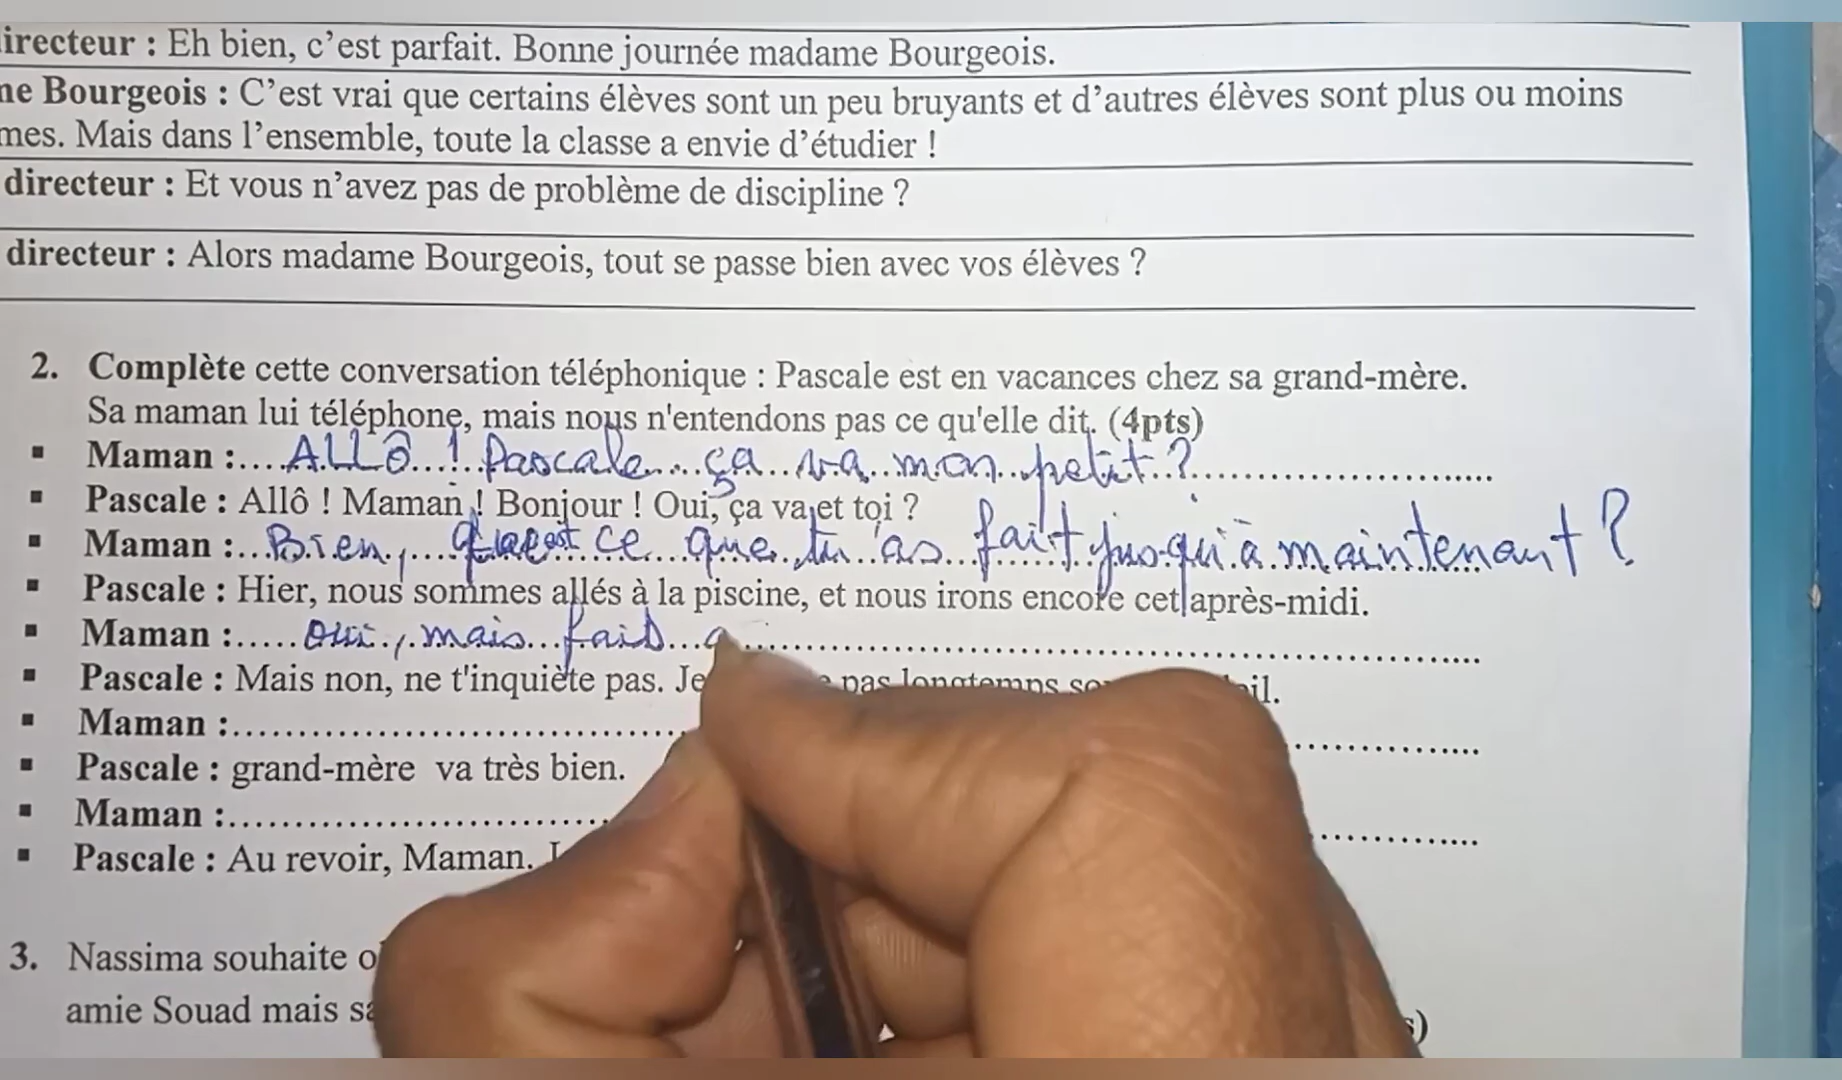 irecteur : Eh bien, c’est parfait. Bonne journée madame Bourgeois.
ne Bourgeois : C’est vrai que certains élèves sont un peu bruyants et d’autres élèves sont plus ou moins
mes. Mais dans l’ensemble, toute la classe a envie d’étudier !
directeur : Et vous n’avez pas de problème de discipline ?
directeur : Alors madame Bourgeois, tout se passe bien avec vos élèves ?
2. Complète cette conversation téléphonique : Pascale est en vacances chez sa grand-mère.
Sa maman lui téléphone, mais nous n'entendons pas ce qu'elle dit. (4pts)
▪ Maman :....ALLÔ...!..Pascale....ça...va..mon..petit.?
▪ Pascale : Allô ! Maman ! Bonjour ! Oui, ça va et toi ?
▪ Maman :...Bien,....qu'est ce que tu as fait jusqu'à maintenant ?
▪ Pascale : Hier, nous sommes allés à la piscine, et nous irons encore cet après-midi.
▪ Maman :.....oui.,.mais...fais...a
▪ Pascale : Mais non, ne t'inquiète pas. Je pas longtemps
▪ Maman :
▪ Pascale : grand-mère va très bien.
▪ Maman :
▪ Pascale : Au revoir, Maman.
3. Nassima souhaite
amie Souad mais